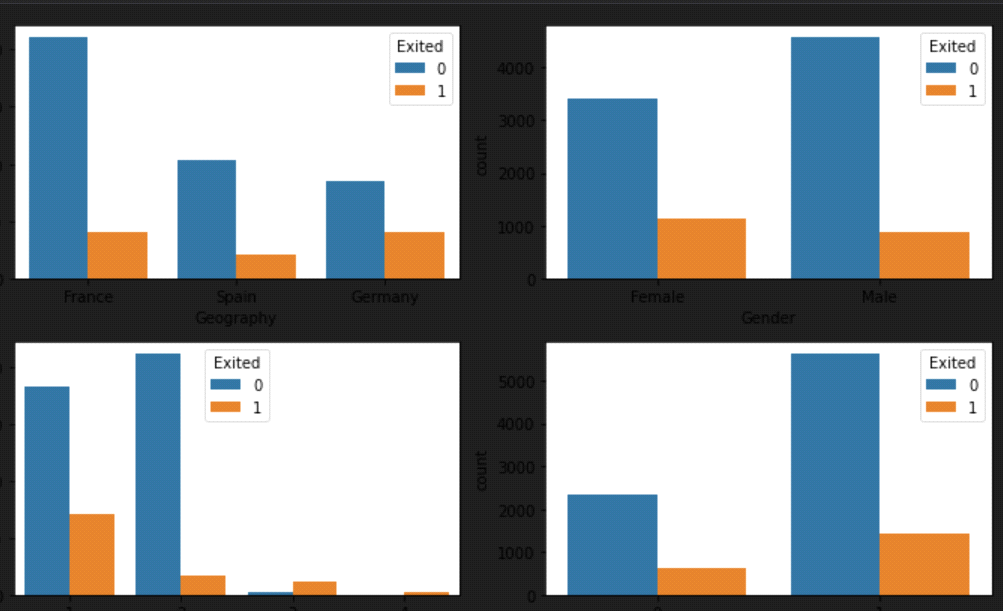 Exited
0
1
France
Spain
Germany
Geography
Exited
0
1
4000
3000
2000
1000
0
count
Female
Male
Gender
Exited
0
1
Exited
0
1
5000
4000
3000
2000
1000
0
count